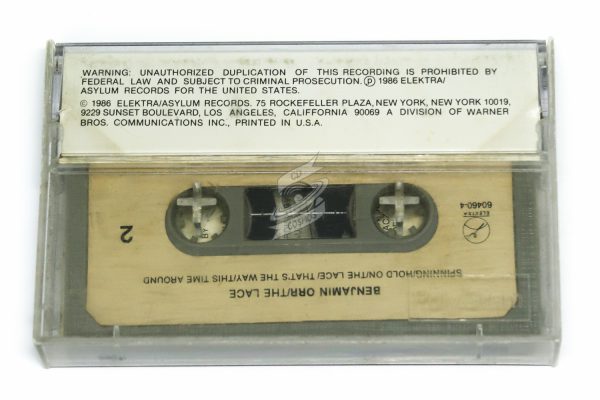 WARNING: UNAUTHORIZED DUPLICATION OF THIS RECORDING IS PROHIBITED BY
FEDERAL LAW AND SUBJECT TO CRIMINAL PROSECUTION. ℗ 1986 ELEKTRA/
ASYLUM RECORDS FOR THE UNITED STATES.
© 1986 ELEKTRA/ASYLUM RECORDS. 75 ROCKEFELLER PLAZA, NEW YORK, NEW YORK 10019,
9229 SUNSET BOULEVARD, LOS ANGELES, CALIFFORNIA 90069 A DIVISION OF WARNER
BROS. COMMUNICATIONS INC., PRINTED IN U.S.A.
BENJAMIN ORR/THE LACE
SPINNING/HOLD ON/THE LACE/THAT'S THE WAY/THIS TIME AROUND
2
ELEKTRA
60460-4
CD